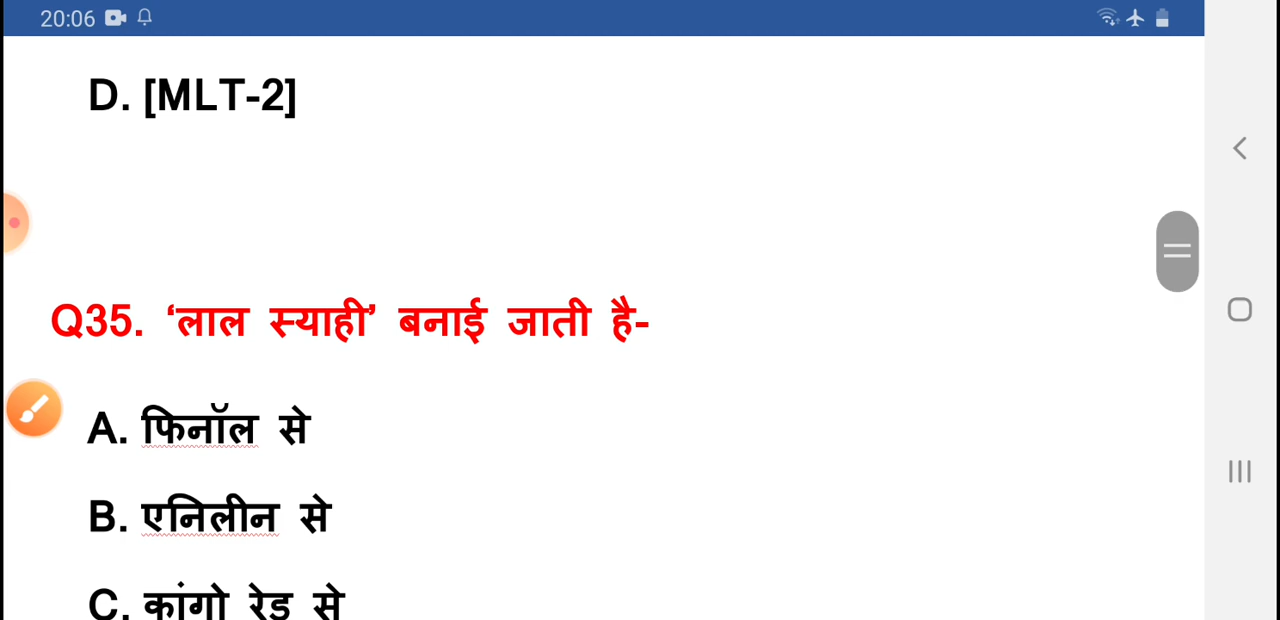 20:06
D. [MLT-2]
Q35. ‘लाल स्याही’ बनाई जाती है-
A. फिनॉल से
B. एनिलीन से
C. कांगो रेड से